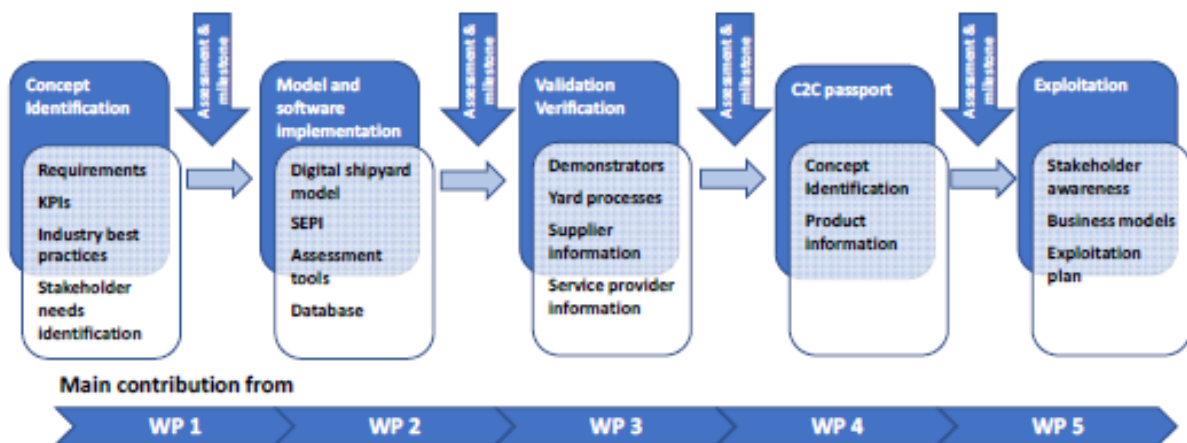 Assessment &
milestone
Assessment &
milestone
Assessment &
milestone
Assessment &
milestone
Concept
Identification
Requirements
KPIs
Industry best
practices
Stakeholder
needs
identification
Model and
software
implementation
Digital shipyard
model
SEPI
Assessment
tools
Database
Validation
Verification
Demonstrators
Yard processes
Supplier
information
Service provider
information
C2C passport
Concept
Identification
Product
information
Exploitation
Stakeholder
awareness
Business models
Exploitation
plan
Main contribution from
WP 1
WP 2
WP 3
WP 4
WP 5